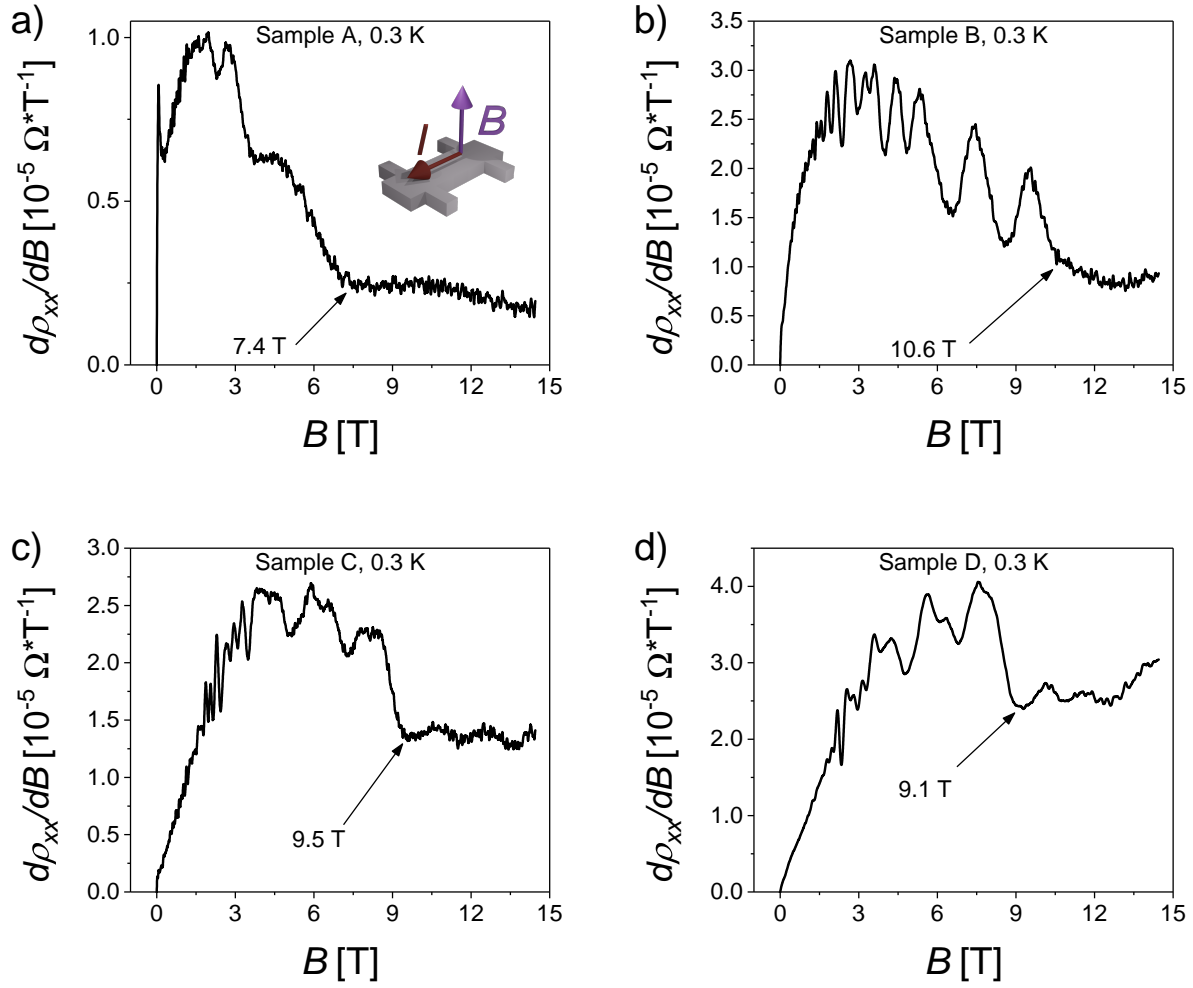 a)
Sample A, 0.3 K
1.0
0.5
0.0
dρxx/dB [10-5 Ω*T-1]
I
B
7.4 T
0 3 6 9 12 15
B [T]
b)
Sample B, 0.3 K
3.5
3.0
2.5
2.0
1.5
1.0
0.5
0.0
dρxx/dB [10-5 Ω*T-1]
10.6 T
0 3 6 9 12 15
B [T]
c)
Sample C, 0.3 K
3.0
2.5
2.0
1.5
1.0
0.5
0.0
dρxx/dB [10-5 Ω*T-1]
9.5 T
0 3 6 9 12 15
B [T]
d)
Sample D, 0.3 K
4.0
3.0
2.0
1.0
0.0
dρxx/dB [10-5 Ω*T-1]
9.1 T
0 3 6 9 12 15
B [T]